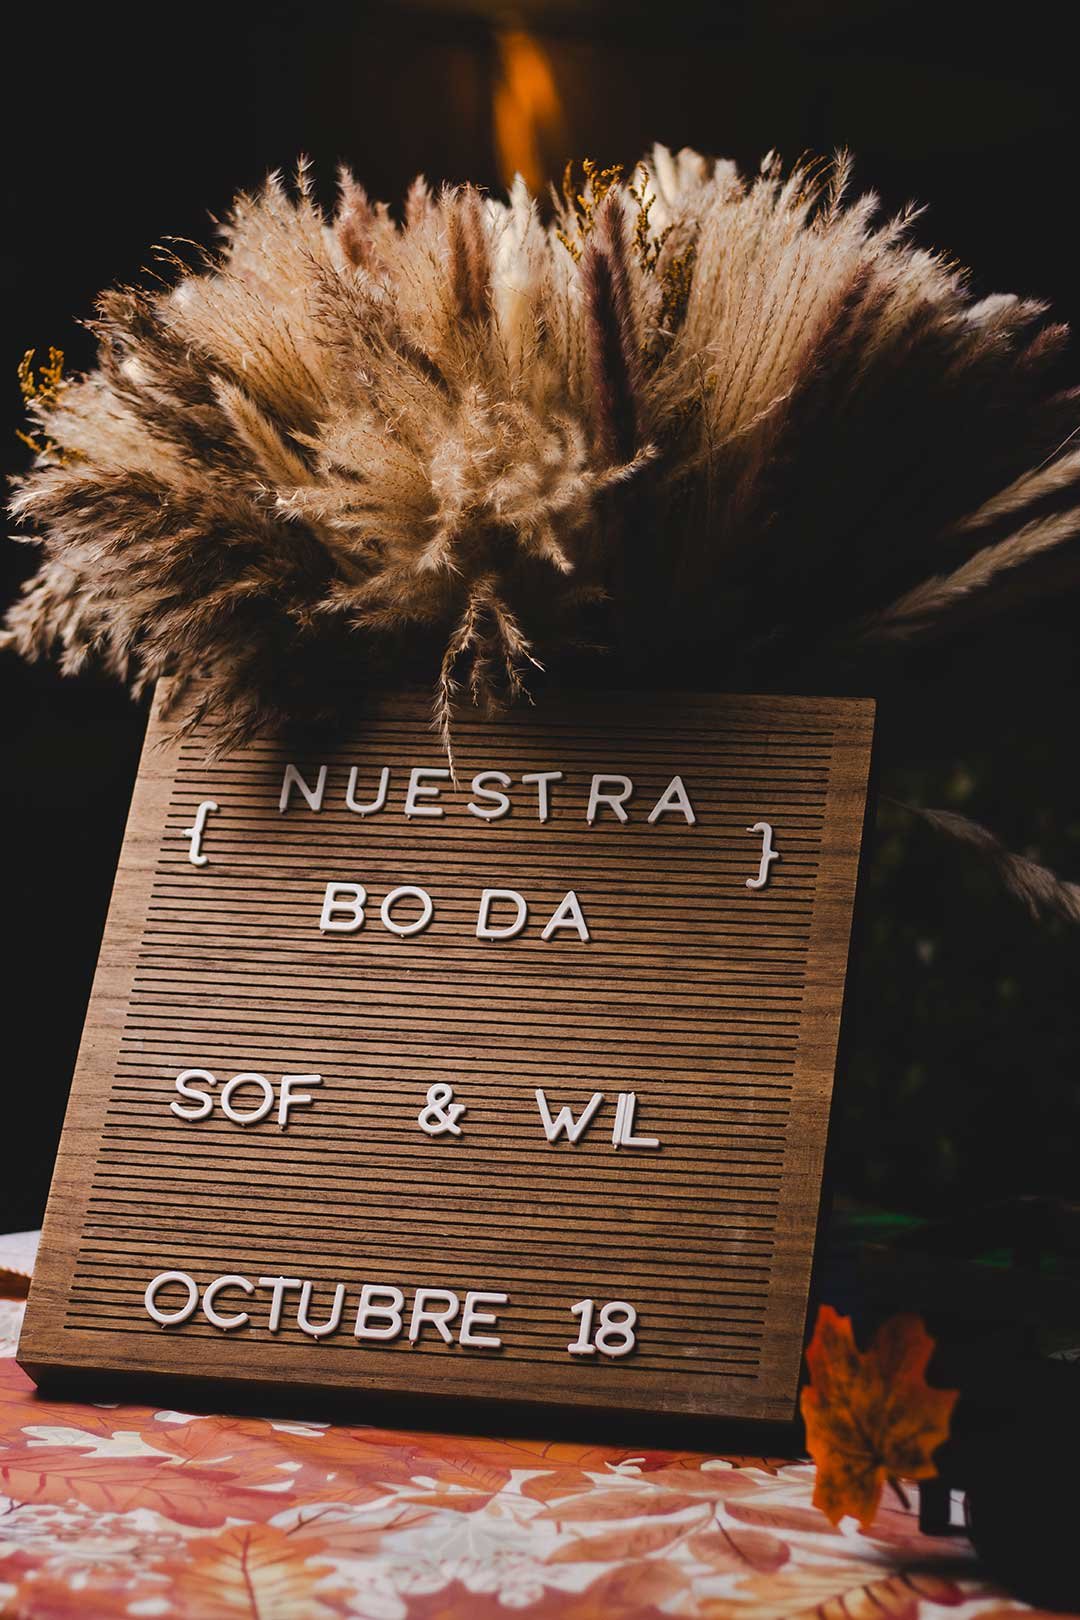 NUESTRA
{ }
BO DA
SOF & WIL
OCTUBRE 18